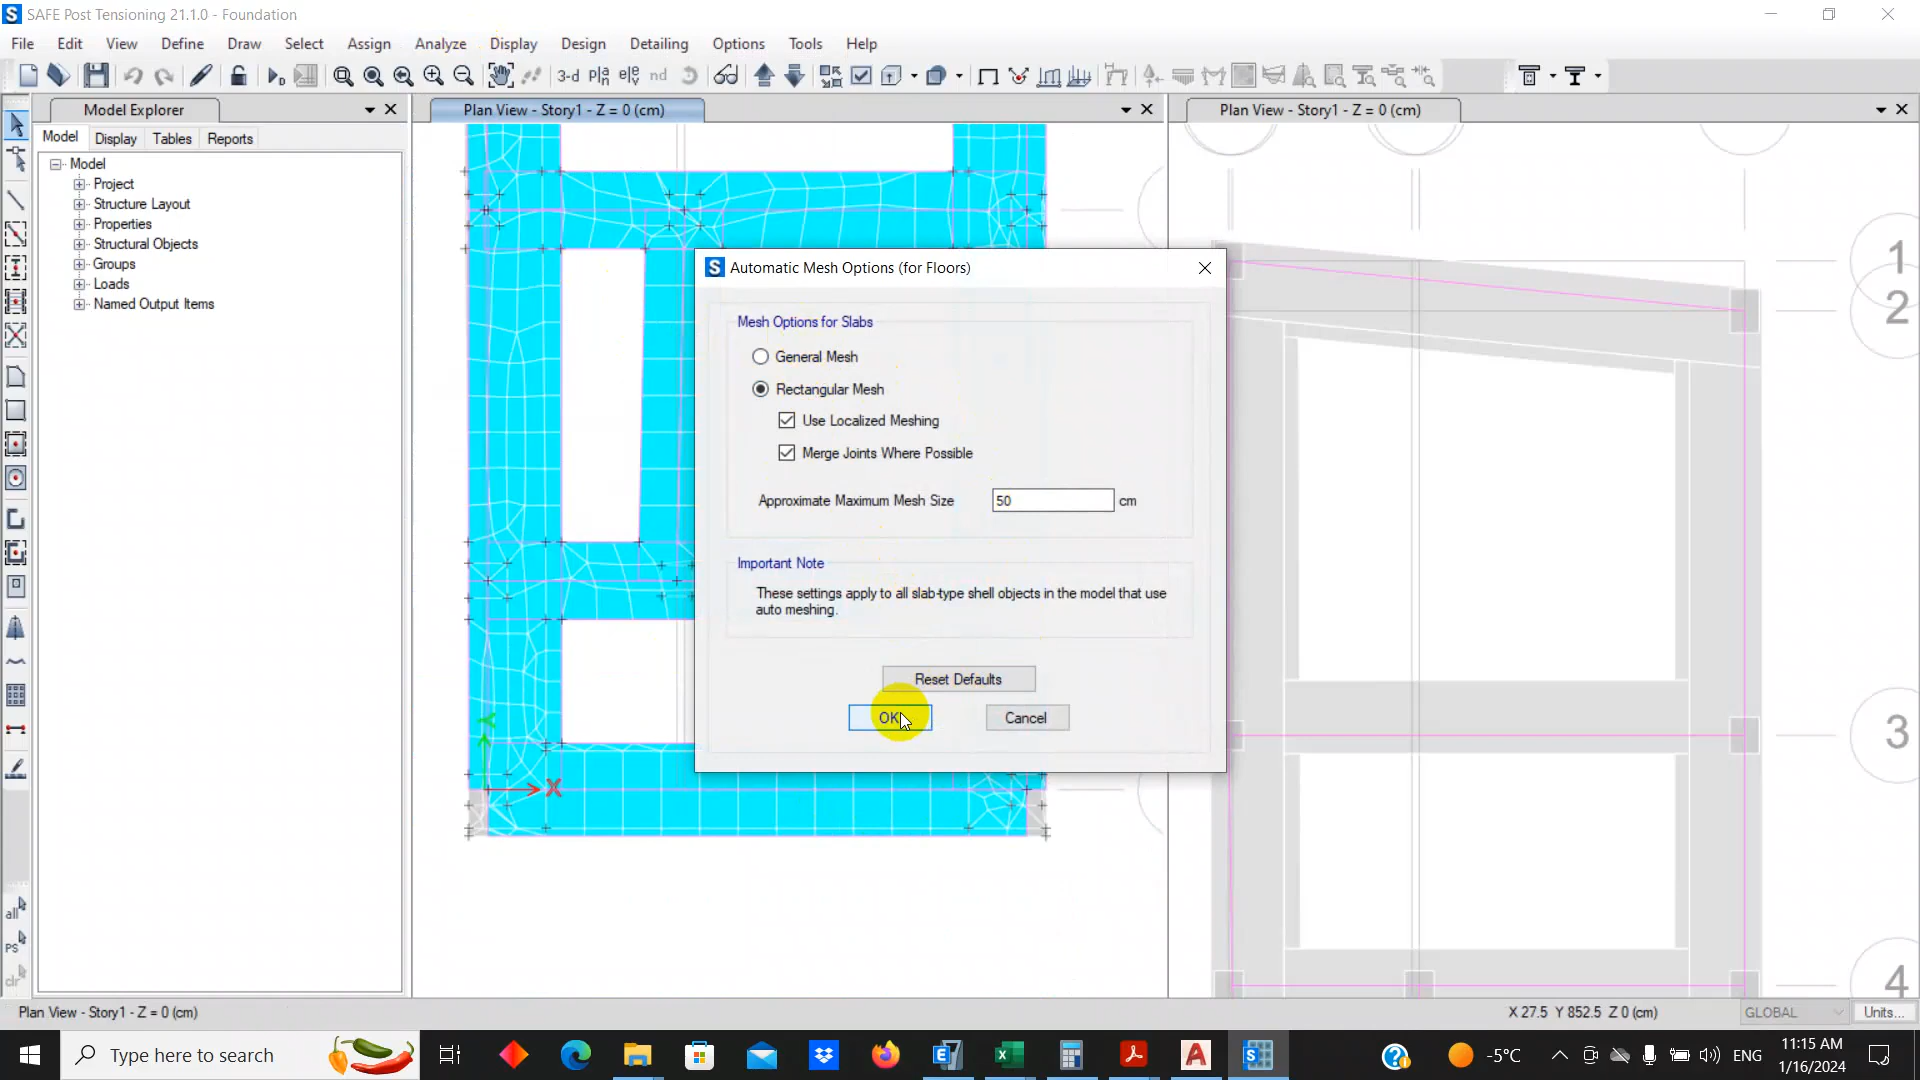 SAFE Post Tensioning 21.1.0 - Foundation
File Edit View Define Draw Select Assign Analyze Display Design Detailing Options Tools Help
3-d nd
Model Explorer
Plan View - Story1 - Z = 0 (cm)
Plan View - Story1 - Z = 0 (cm)
Model Display Tables Reports
Model
Project
Structure Layout
Properties
Structural Objects
Groups
Loads
Named Output Items
Automatic Mesh Options (for Floors)
Mesh Options for Slabs
General Mesh
Rectangular Mesh
Use Localized Meshing
Merge Joints Where Possible
Approximate Maximum Mesh Size 50 cm
Important Note
These settings apply to all slab-type shell objects in the model that use
auto meshing.
Reset Defaults
OK Cancel
X
1
2
3
4
all
PS
clr
Plan View - Story1 - Z = 0 (cm)
X 27.5 Y 852.5 Z 0 (cm)
GLOBAL
Units...
Type here to search
-5°C
ENG
11:15 AM
1/16/2024